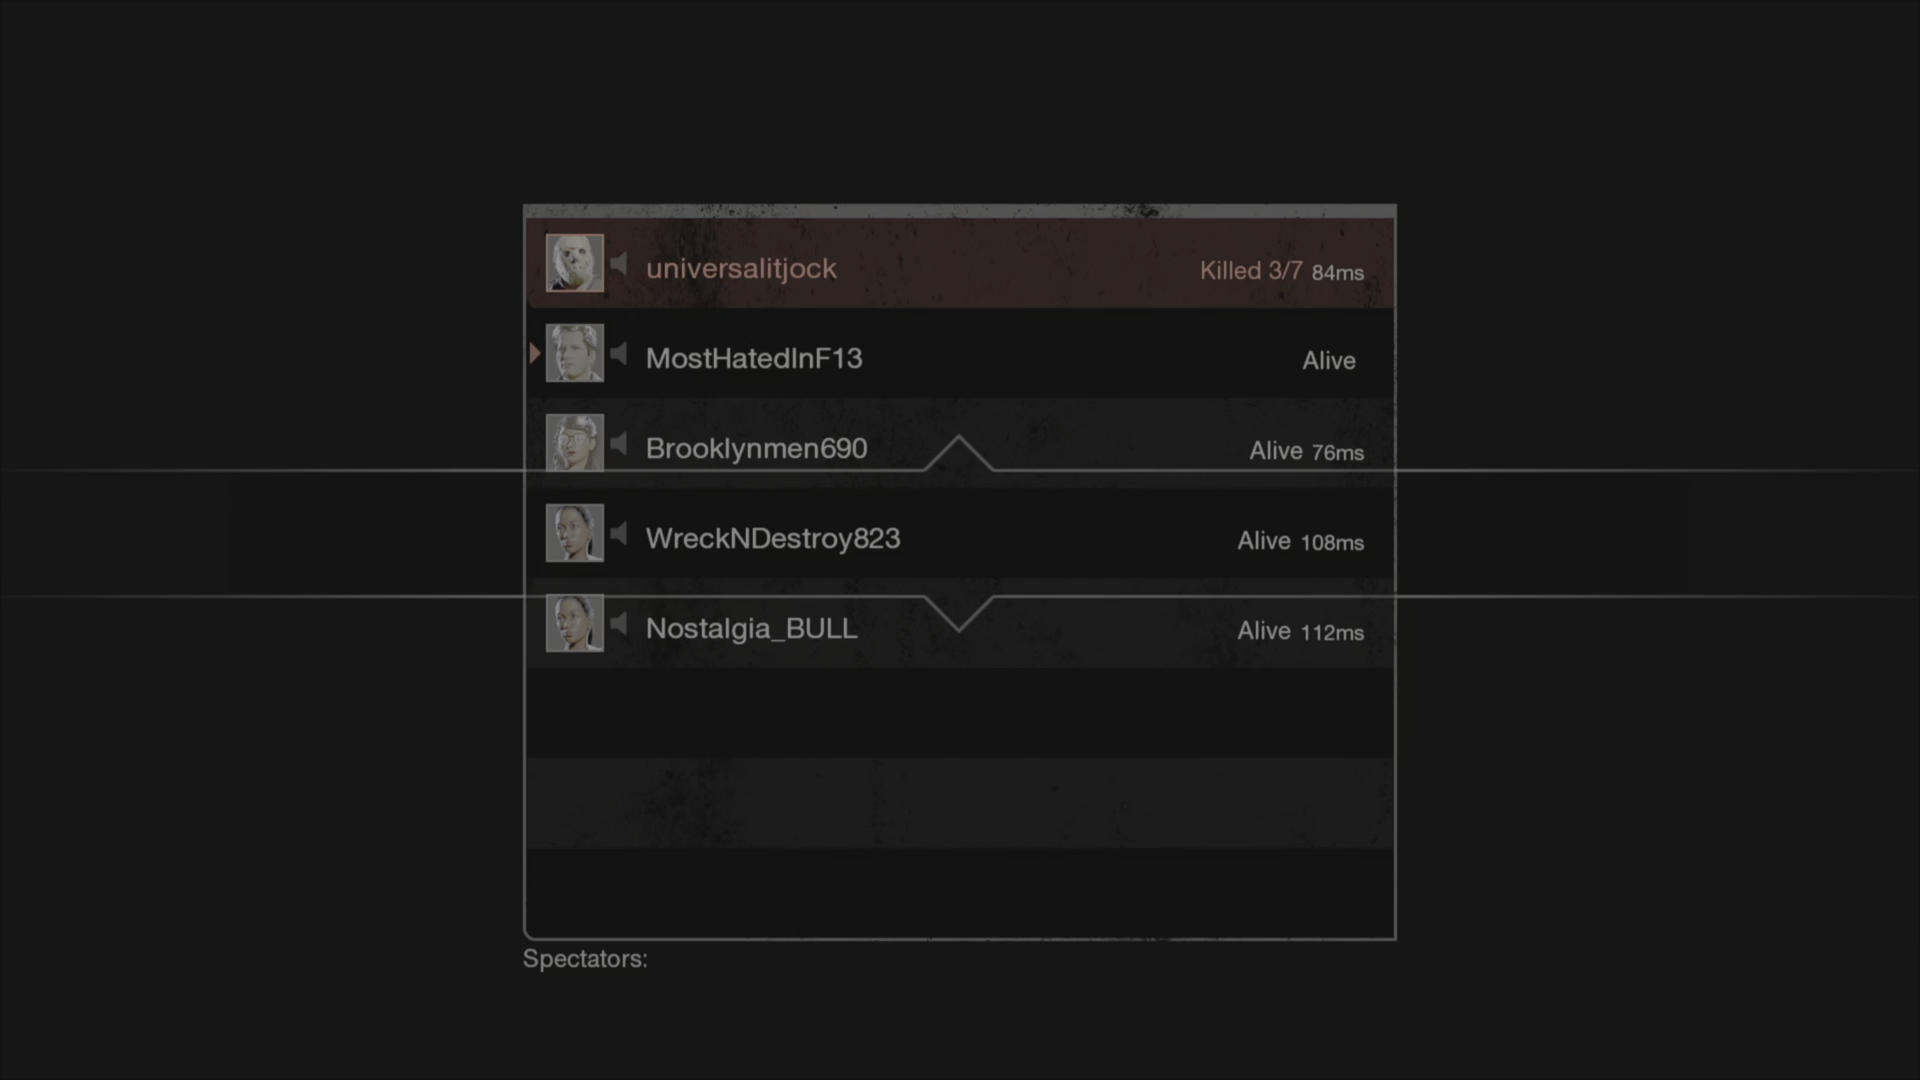 universalitjock Killed 3/7 84ms
MostHatedInF13 Alive
Brooklynmen690 Alive 76ms
WreckNDestroy823 Alive 108ms
Nostalgia_BULL Alive 112ms
Spectators: